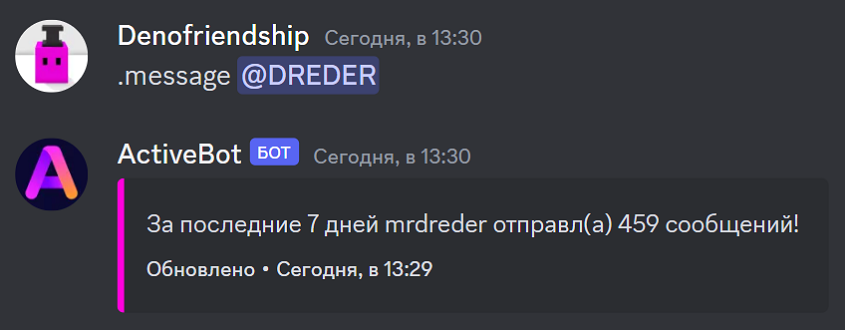 Denofriendship Сегодня, в 13:30
.message @DREDER
ActiveBot БОТ Сегодня, в 13:30
За последние 7 дней mrdreder отправл(а) 459 сообщений!
Обновлено • Сегодня, в 13:29